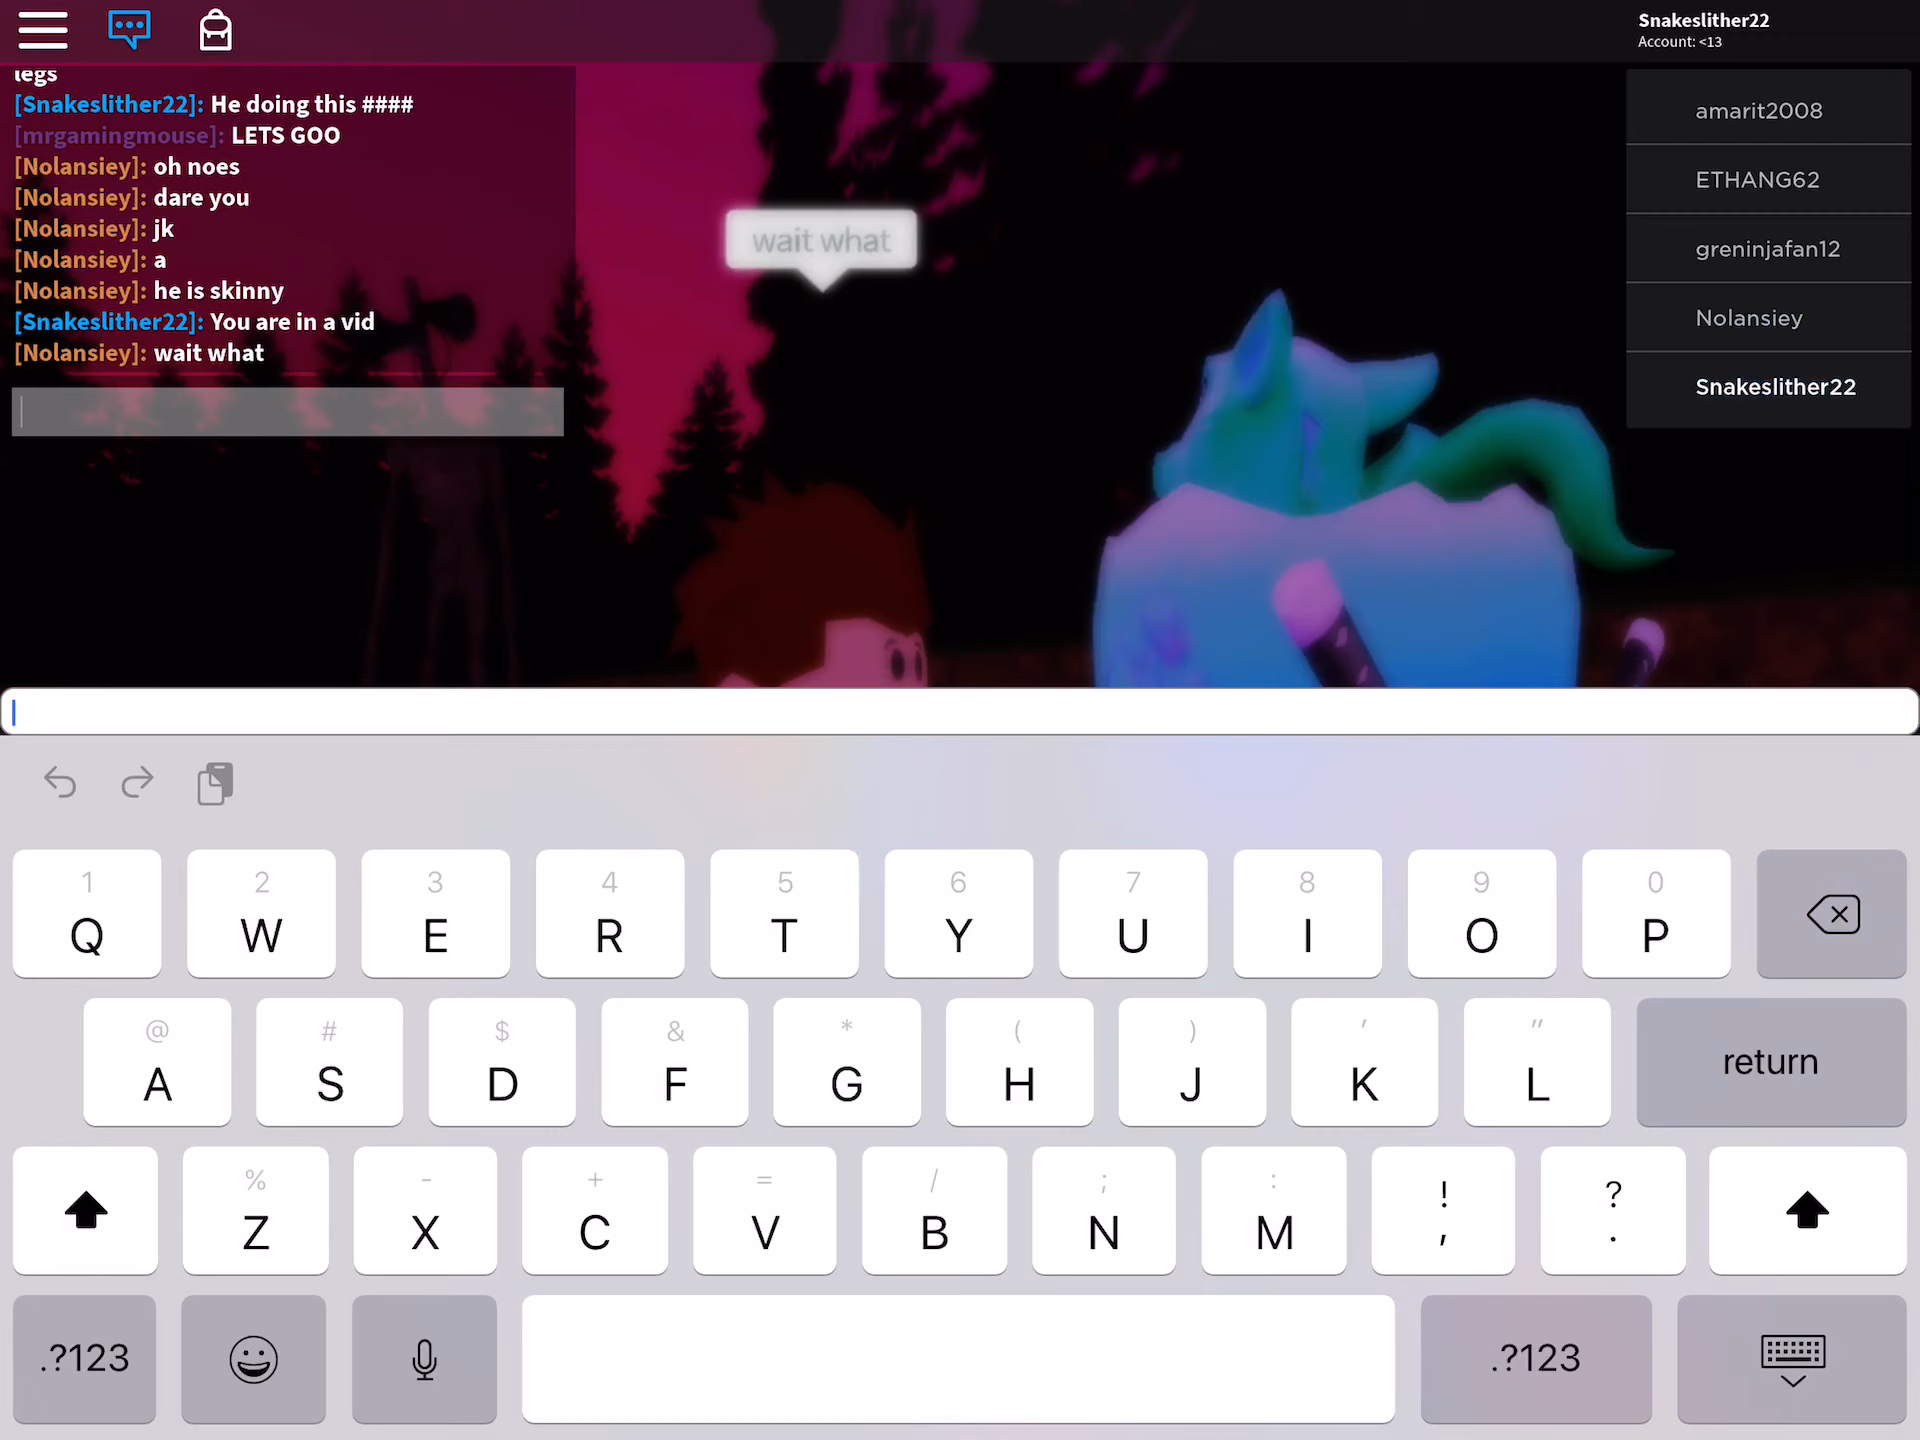 Snakeslither22
Account: <13
legs
[Snakeslither22]: He doing this ####
[mrgamingmouse]: LETS GOO
[Nolansiey]: oh noes
[Nolansiey]: dare you
[Nolansiey]: jk
[Nolansiey]: a
[Nolansiey]: he is skinny
[Snakeslither22]: You are in a vid
[Nolansiey]: wait what
wait what
amarit2008
ETHANG62
greninjafan12
Nolansiey
Snakeslither22
1 2 3 4 5 6 7 8 9 0
Q W E R T Y U I O P
@ # $ & * ( ) ' "
A S D F G H J K L return
% - + = / ; : ! ?
Z X C V B N M , .
.?123 .?123